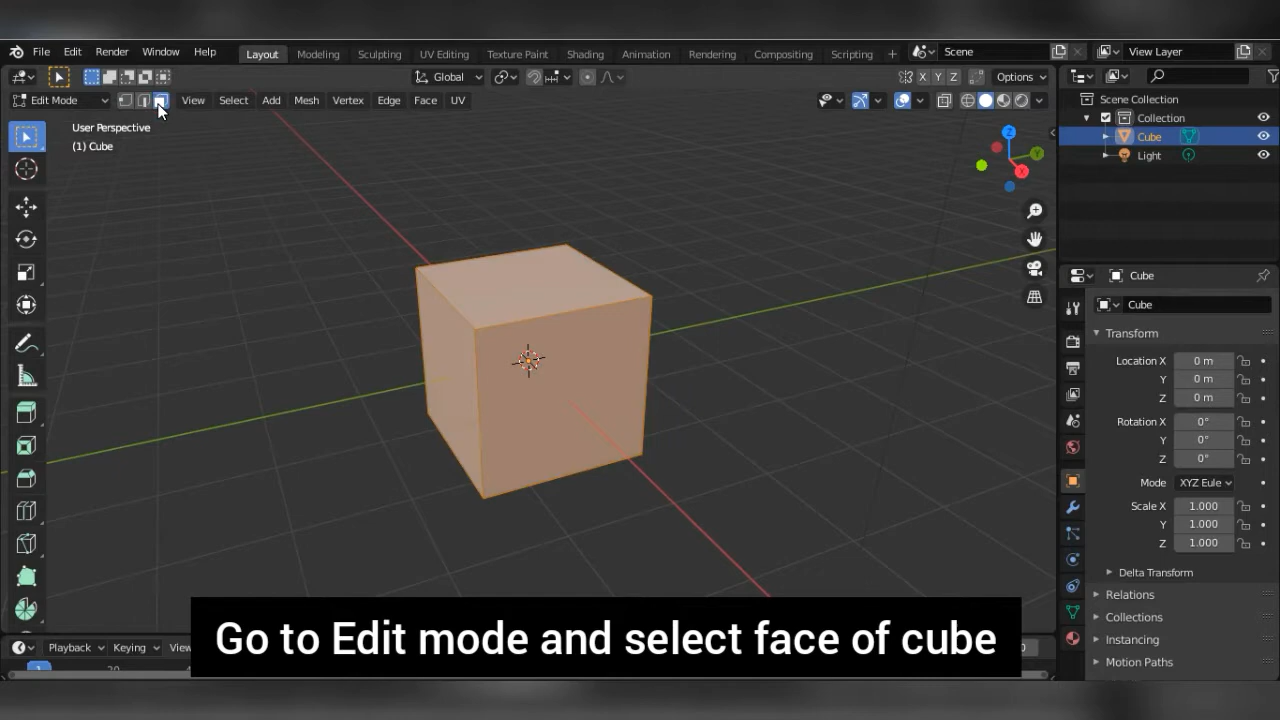 File Edit Render Window Help Layout Modeling Sculpting UV Editing Texture Paint Shading Animation Rendering Compositing Scripting + Scene View Layer
Global X Y Z Options
Edit Mode View Select Add Mesh Vertex Edge Face UV
User Perspective
(1) Cube
Z
Y
X
Scene Collection
Collection
Cube
Light
Cube
Cube
Transform
Location X 0 m
Y 0 m
Z 0 m
Rotation X 0°
Y 0°
Z 0°
Mode XYZ Eule
Scale X 1.000
Y 1.000
Z 1.000
Delta Transform
Relations
Collections
Instancing
Motion Paths
Go to Edit mode and select face of cube
Playback Keying View
1 20